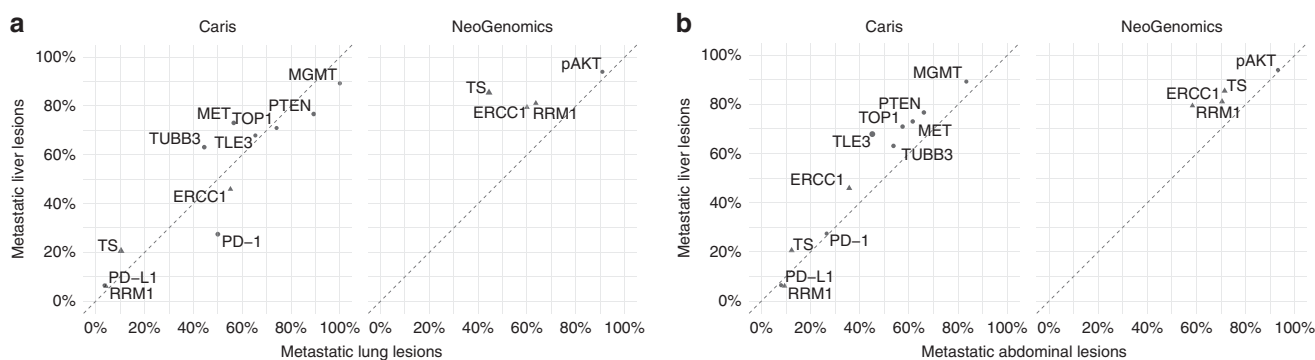 a
Caris
NeoGenomics
Metastatic liver lesions
100%
80%
60%
40%
20%
0%
MGMT
PTEN
MET
TOP1
TUBB3
TLE3
ERCC1
PD–1
TS
PD–L1
RRM1
pAKT
TS
ERCC1
RRM1
0% 20% 40% 60% 80% 100%
0% 20% 40% 60% 80% 100%
Metastatic lung lesions
b
Caris
NeoGenomics
Metastatic liver lesions
100%
80%
60%
40%
20%
0%
MGMT
PTEN
TOP1
MET
TLE3
TUBB3
ERCC1
PD–1
TS
PD–L1
RRM1
pAKT
TS
ERCC1
RRM1
0% 20% 40% 60% 80% 100%
0% 20% 40% 60% 80% 100%
Metastatic abdominal lesions